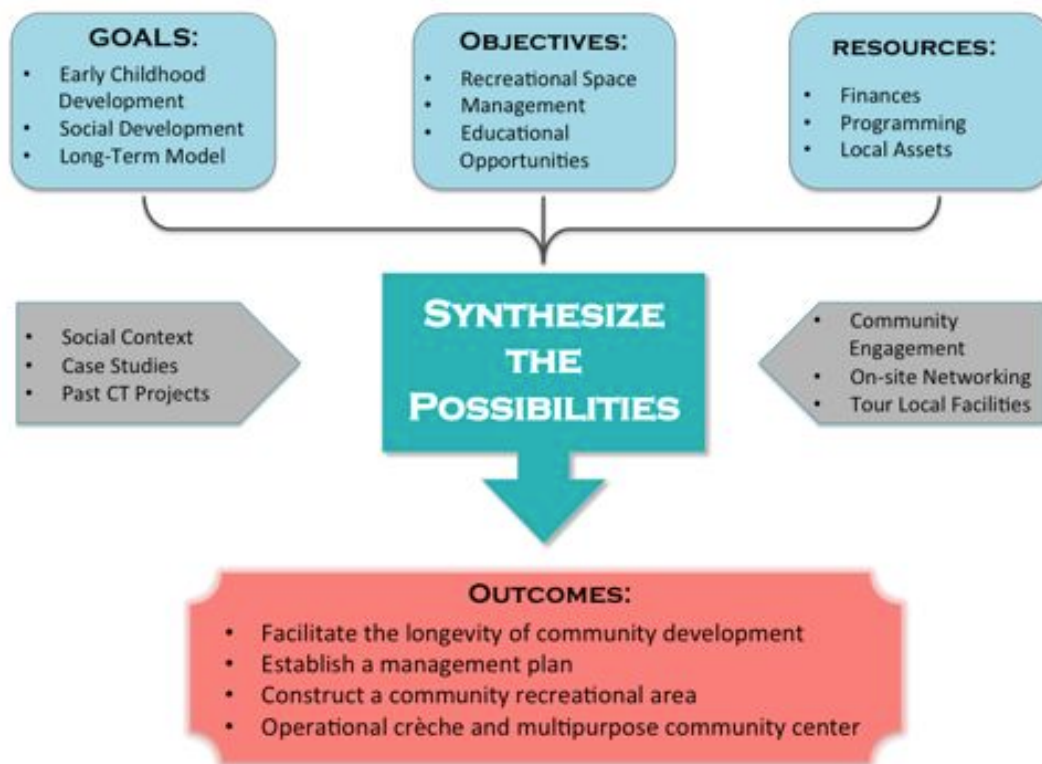 GOALS:
• Early Childhood
Development
• Social Development
• Long-Term Model
OBJECTIVES:
• Recreational Space
• Management
• Educational
Opportunities
RESOURCES:
• Finances
• Programming
• Local Assets
SYNTHESIZE
THE
POSSIBILITIES
• Social Context
• Case Studies
• Past CT Projects
• Community
Engagement
• On-site Networking
• Tour Local Facilities
OUTCOMES:
• Facilitate the longevity of community development
• Establish a management plan
• Construct a community recreational area
• Operational crèche and multipurpose community center